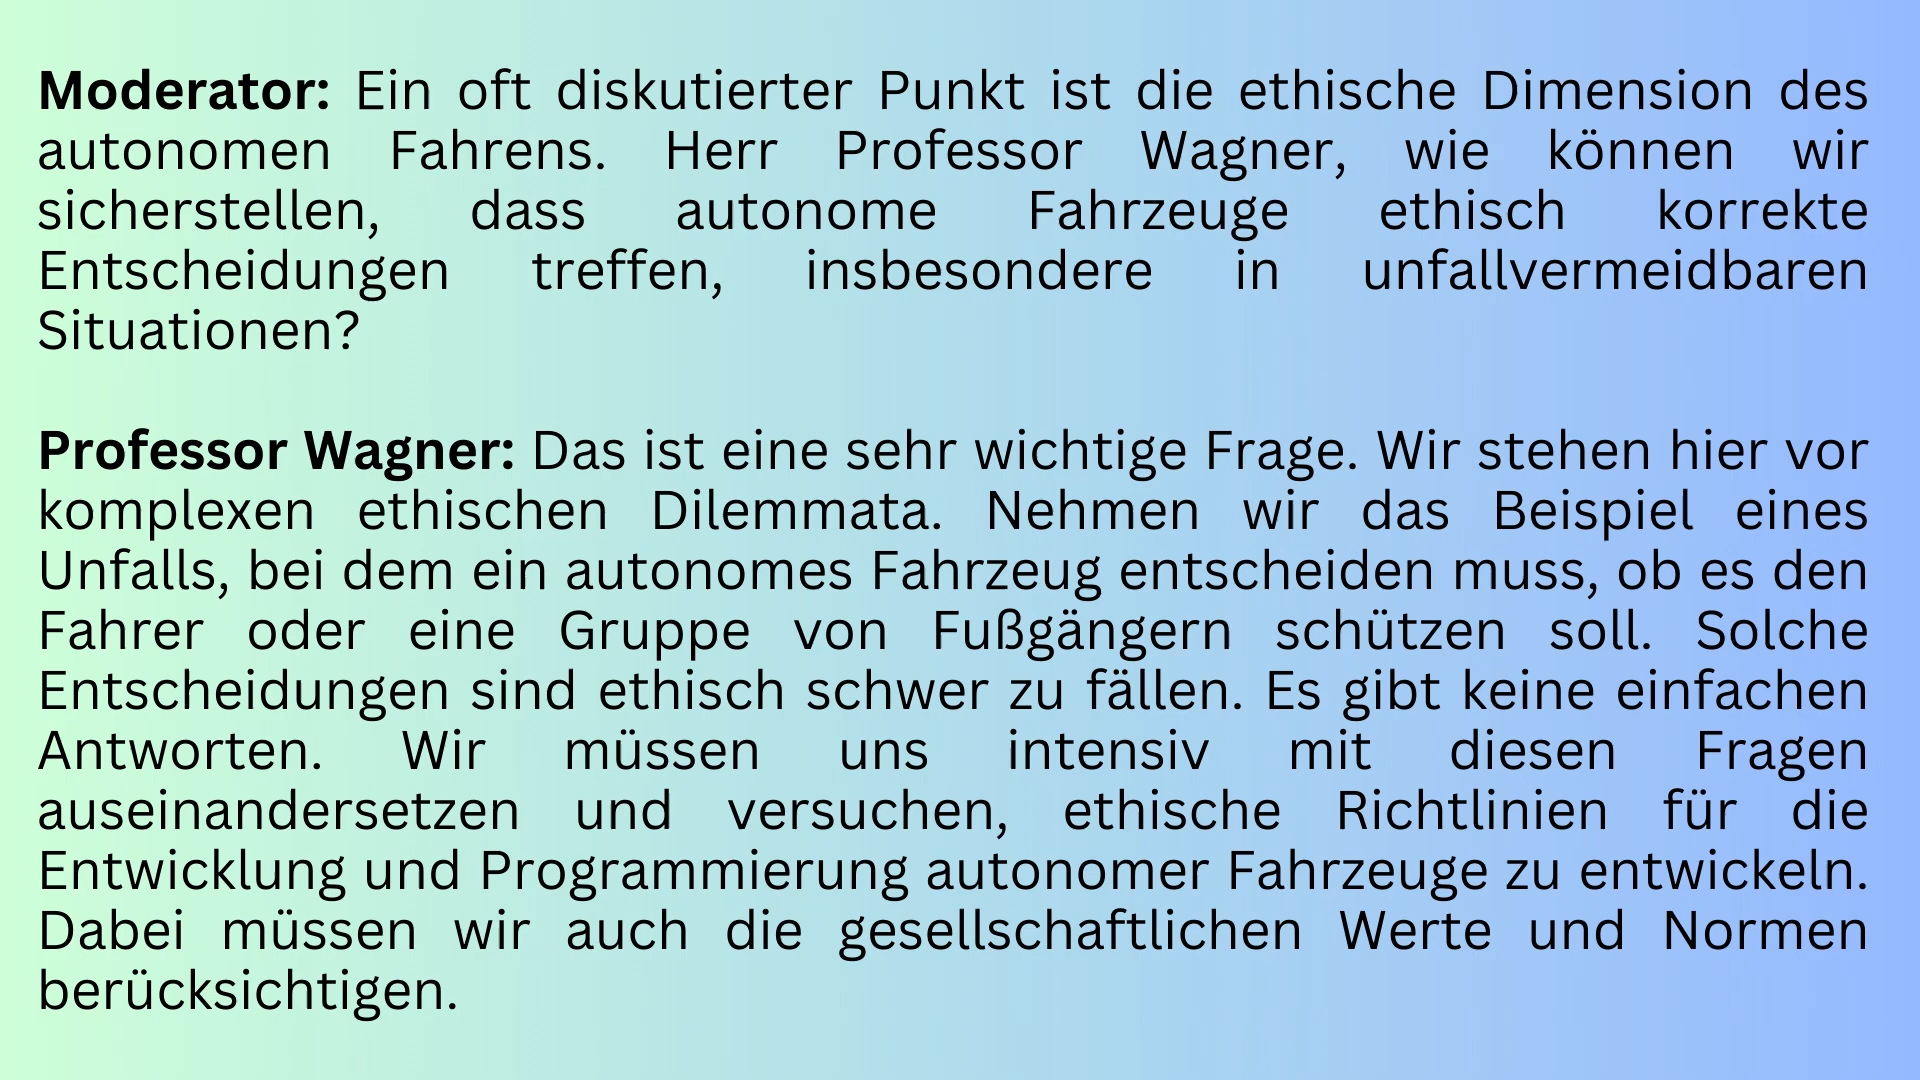 Moderator: Ein oft diskutierter Punkt ist die ethische Dimension des
autonomen Fahrens. Herr Professor Wagner, wie können wir
sicherstellen, dass autonome Fahrzeuge ethisch korrekte
Entscheidungen treffen, insbesondere in unfallvermeidbaren
Situationen?
Professor Wagner: Das ist eine sehr wichtige Frage. Wir stehen hier vor
komplexen ethischen Dilemmata. Nehmen wir das Beispiel eines
Unfalls, bei dem ein autonomes Fahrzeug entscheiden muss, ob es den
Fahrer oder eine Gruppe von Fußgängern schützen soll. Solche
Entscheidungen sind ethisch schwer zu fällen. Es gibt keine einfachen
Antworten. Wir müssen uns intensiv mit diesen Fragen
auseinandersetzen und versuchen, ethische Richtlinien für die
Entwicklung und Programmierung autonomer Fahrzeuge zu entwickeln.
Dabei müssen wir auch die gesellschaftlichen Werte und Normen
berücksichtigen.